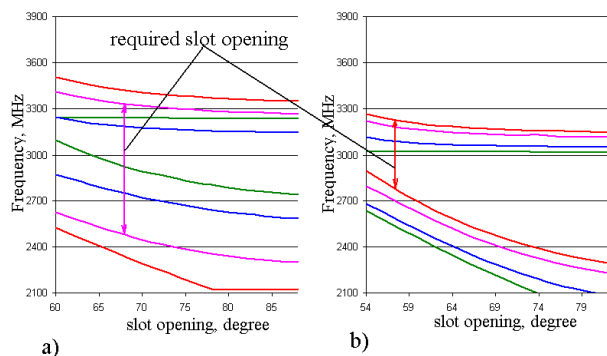 required slot opening
Frequency, MHz
3900
3600
3300
3000
2700
2400
2100
60 65 70 75 80 85
slot opening, degree
a)
Frequency, MHz
3900
3600
3300
3000
2700
2400
2100
54 59 64 69 74 79
slot opening, degree
b)